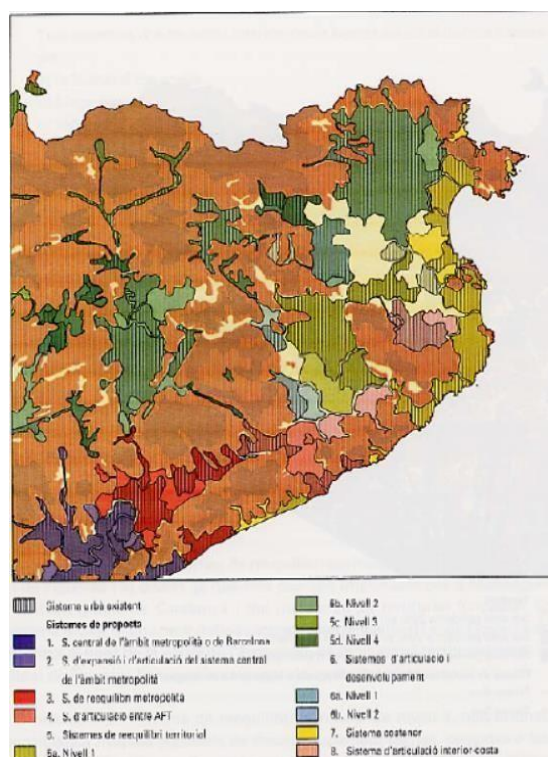 Sistema urbà existent
Sistemes de proposta
1. S. central de l'àmbit metropolità o de Barcelona
2. S. d'expansió i d'articulació del sistema central
de l'àmbit metropolità
3. S. de reequilibri metropolità
4. S. d'articulació entre AFT
5. Sistemes de reequilibri territorial
5a. Nivell 1
5b. Nivell 2
5c. Nivell 3
5d. Nivell 4
6. Sistemes d'articulació i
desenvolupament
6a. Nivell 1
6b. Nivell 2
7. Sistema costaner
8. Sistema d'articulació interior-costa